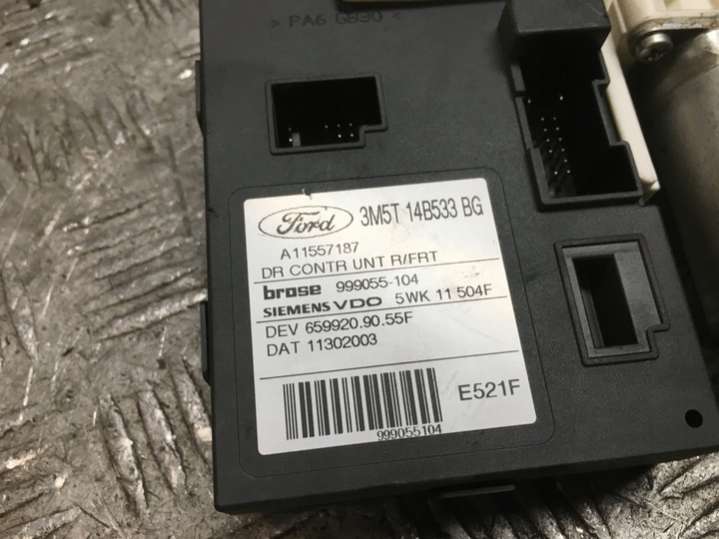 > PA6 GB30 <
Ford 3M5T 14B533 BG
A11557187
DR CONTR UNT R/FRT
brose 999055-104
SIEMENS VDO 5WK 11 504F
DEV 659920.90.55F
DAT 11302003
E521F
999055104